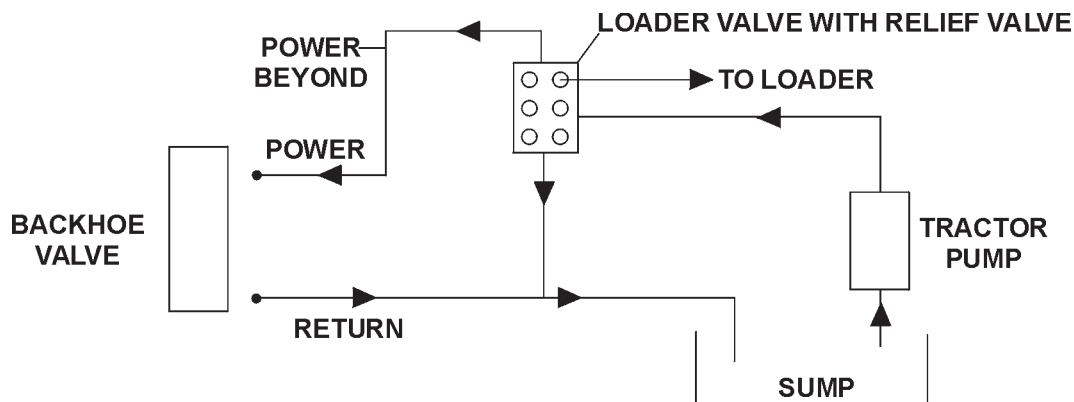 LOADER VALVE WITH RELIEF VALVE
POWER
BEYOND
TO LOADER
POWER
BACKHOE
VALVE
TRACTOR
PUMP
RETURN
SUMP